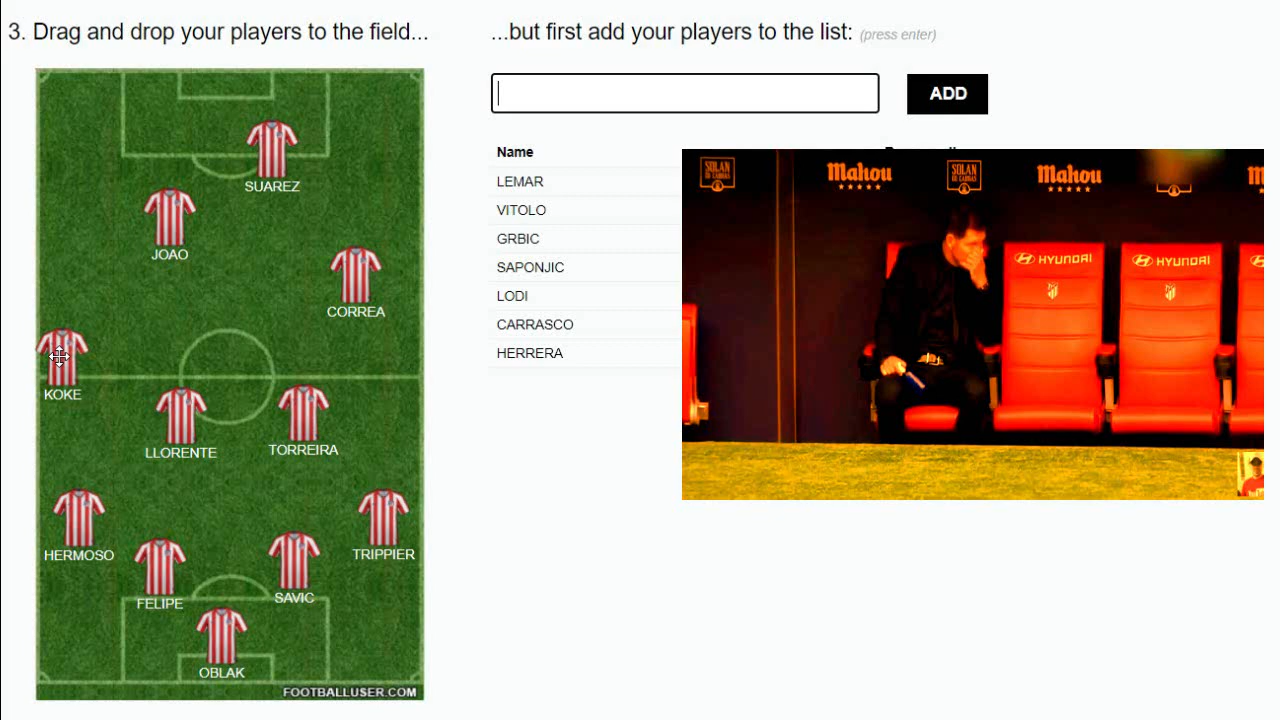 3. Drag and drop your players to the field...
...but first add your players to the list: (press enter)
ADD
Name
LEMAR
VITOLO
GRBIC
SAPONJIC
LODI
CARRASCO
HERRERA
SUAREZ
JOAO
CORREA
KOKE
LLORENTE
TORREIRA
HERMOSO
TRIPPIER
FELIPE
SAVIC
OBLAK
FOOTBALLUSER.COM
SOLAN DE CABRAS
Mahou
SOLAN DE CABRAS
Mahou
HYUNDAI
HYUNDAI